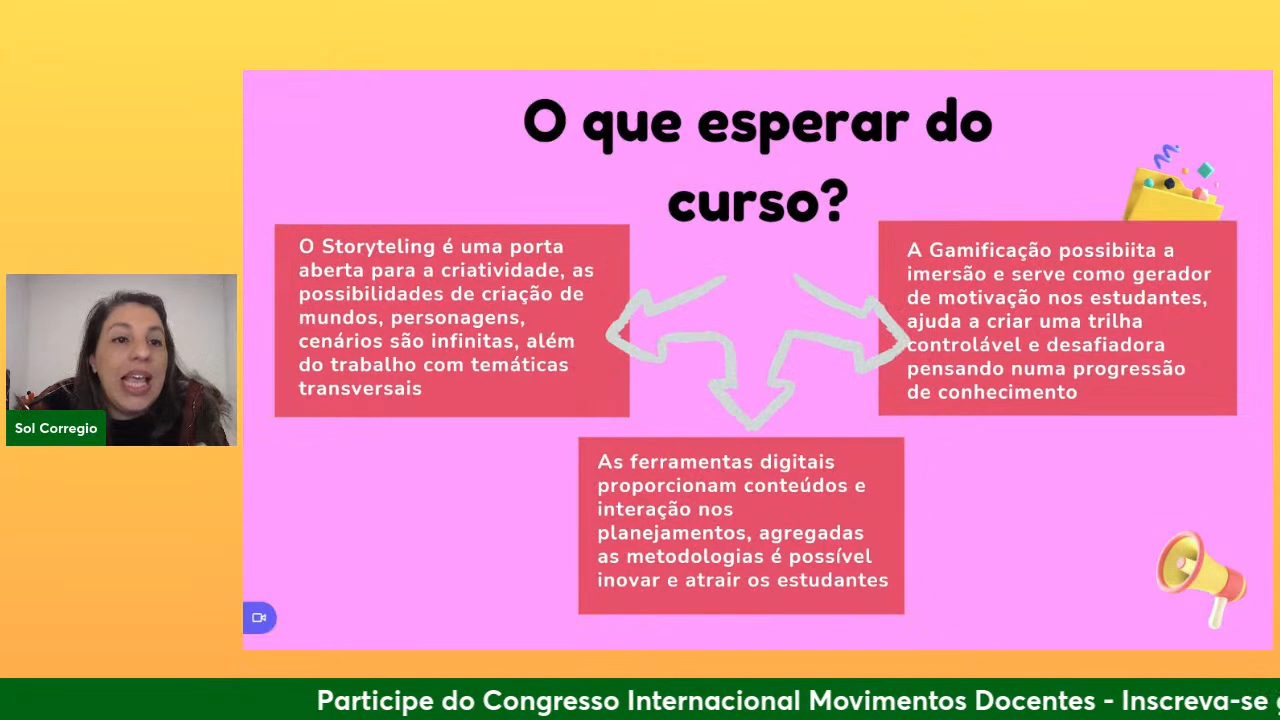 O que esperar do
curso?
O Storyteling é uma porta
aberta para a criatividade, as
possibilidades de criação de
mundos, personagens,
cenários são infinitas, além
do trabalho com temáticas
transversais
A Gamificação possibiita a
imersão e serve como gerador
de motivação nos estudantes,
ajuda a criar uma trilha
controlável e desafiadora
pensando numa progressão
de conhecimento
As ferramentas digitais
proporcionam conteúdos e
interação nos
planejamentos, agregadas
as metodologias é possível
inovar e atrair os estudantes
Sol Corregio
Participe do Congresso Internacional Movimentos Docentes - Inscreva-se